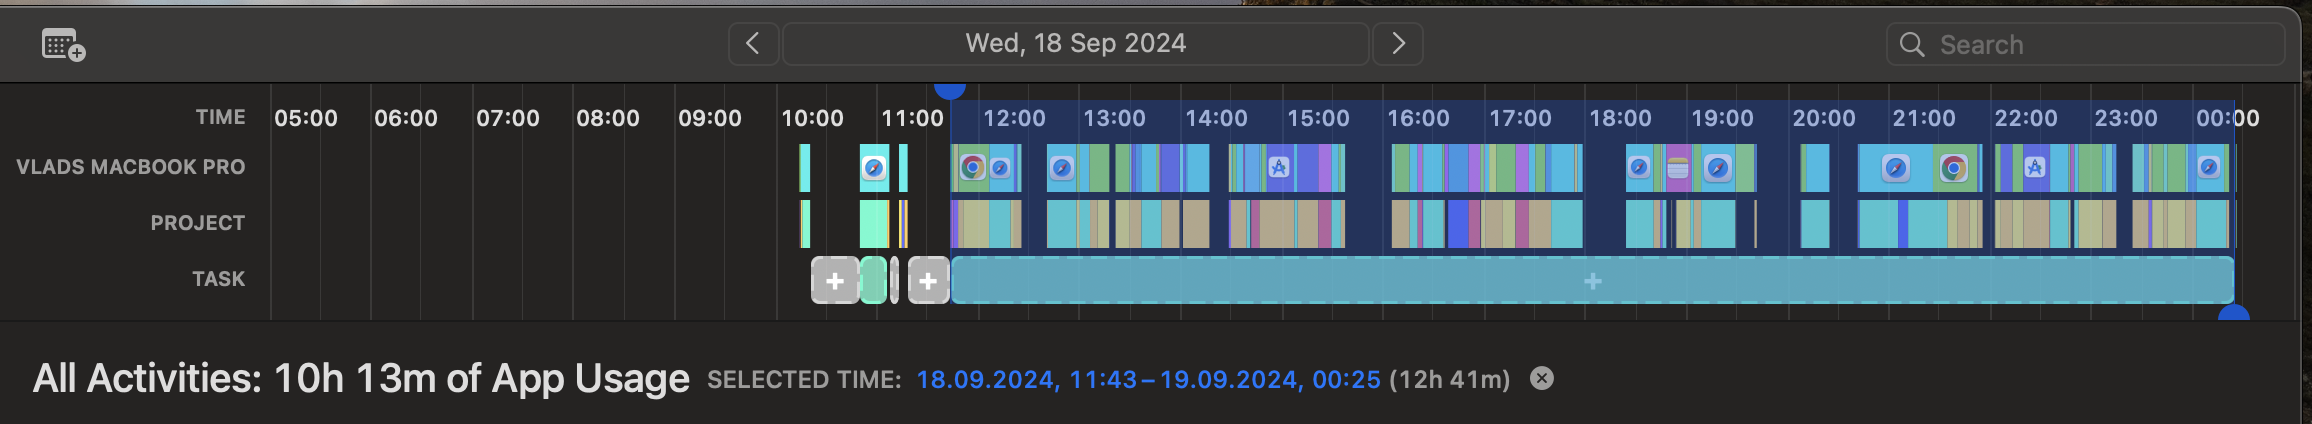 Wed, 18 Sep 2024
Search
TIME 05:00 06:00 07:00 08:00 09:00 10:00 11:00 12:00 13:00 14:00 15:00 16:00 17:00 18:00 19:00 20:00 21:00 22:00 23:00 00:00
VLADS MACBOOK PRO
PROJECT
TASK
All Activities: 10h 13m of App Usage SELECTED TIME: 18.09.2024, 11:43 – 19.09.2024, 00:25 (12h 41m)